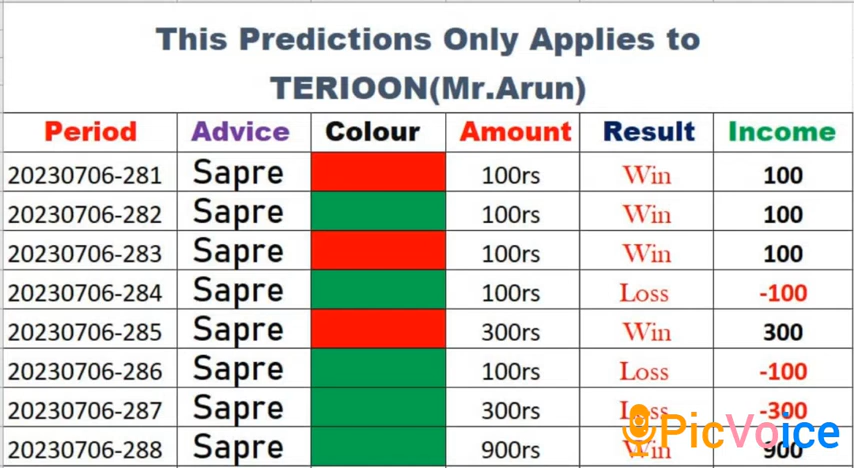 This Predictions Only Applies to
TERIOON(Mr.Arun)
Period Advice Colour Amount Result Income
20230706-281 Sapre 100rs Win 100
20230706-282 Sapre 100rs Win 100
20230706-283 Sapre 100rs Win 100
20230706-284 Sapre 100rs Loss -100
20230706-285 Sapre 300rs Win 300
20230706-286 Sapre 100rs Loss -100
20230706-287 Sapre 300rs Loss -300
20230706-288 Sapre 900rs Win 900
PicVoice